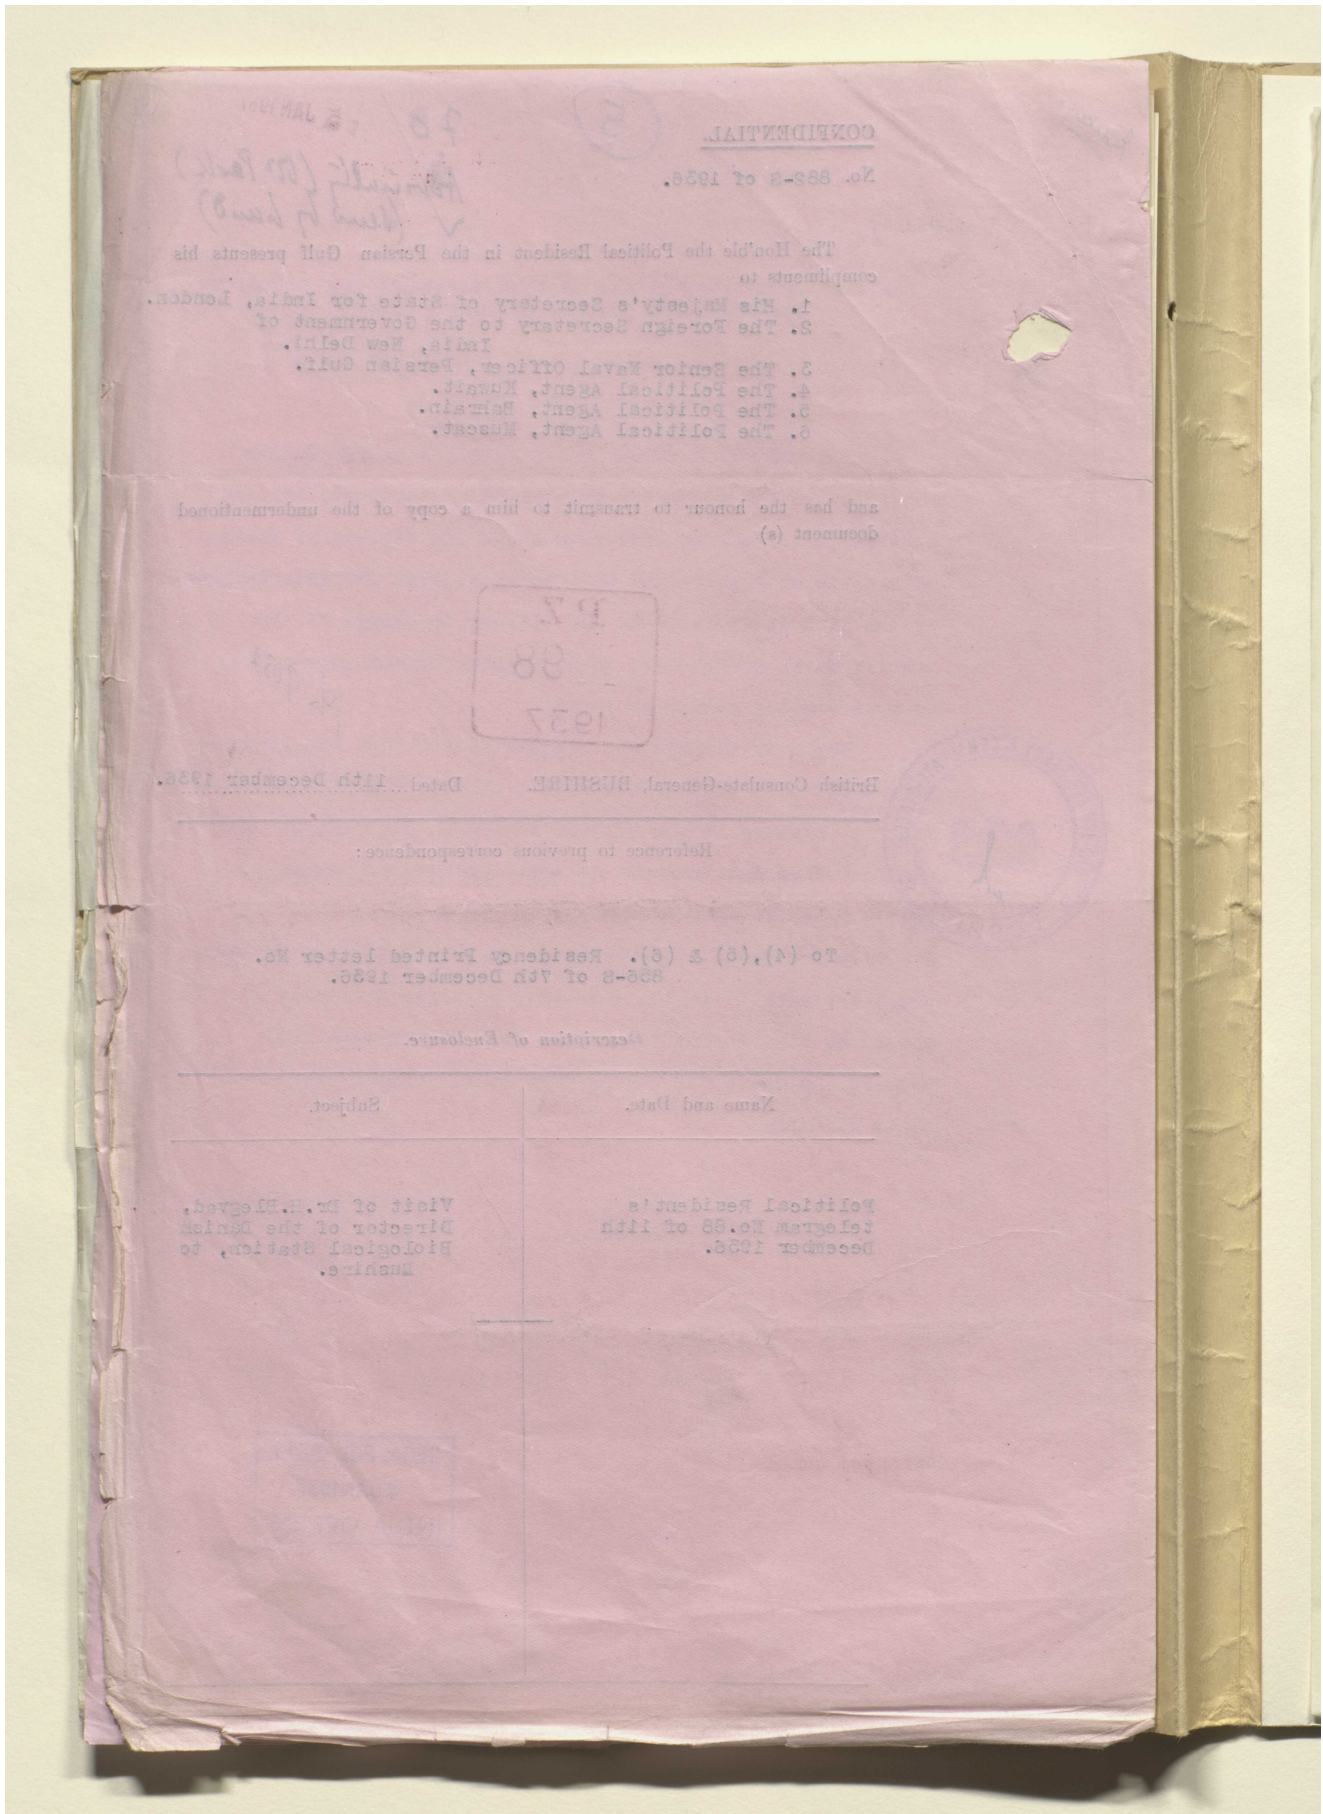 5 JAN 1937
CONFIDENTIAL.
No. 882-S of 1936.
The Hon'ble the Political Resident in the Persian Gulf presents his
compliments to
1. His Majesty's Secretary of State for India, London.
2. The Foreign Secretary to the Government of
India, New Delhi.
3. The Senior Naval Officer, Persian Gulf.
4. The Political Agent, Kuwait.
5. The Political Agent, Bahrain.
6. The Political Agent, Muscat.
and has the honour to transmit to him a copy of the undermentioned
document (s)
P.Z.
98
1937
British Consulate-General, BUSHIRE. Dated 11th December 1936.
Reference to previous correspondence:
To (4),(5) & (6). Residency Printed letter No.
856-S of 7th December 1936.
Description of Enclosure.
Name and Date. Subject.
Political Resident's Visit of Dr.H.Blegved,
telegram No.88 of 11th Director of the Danish
December 1936. Biological Station, to
Bushire.